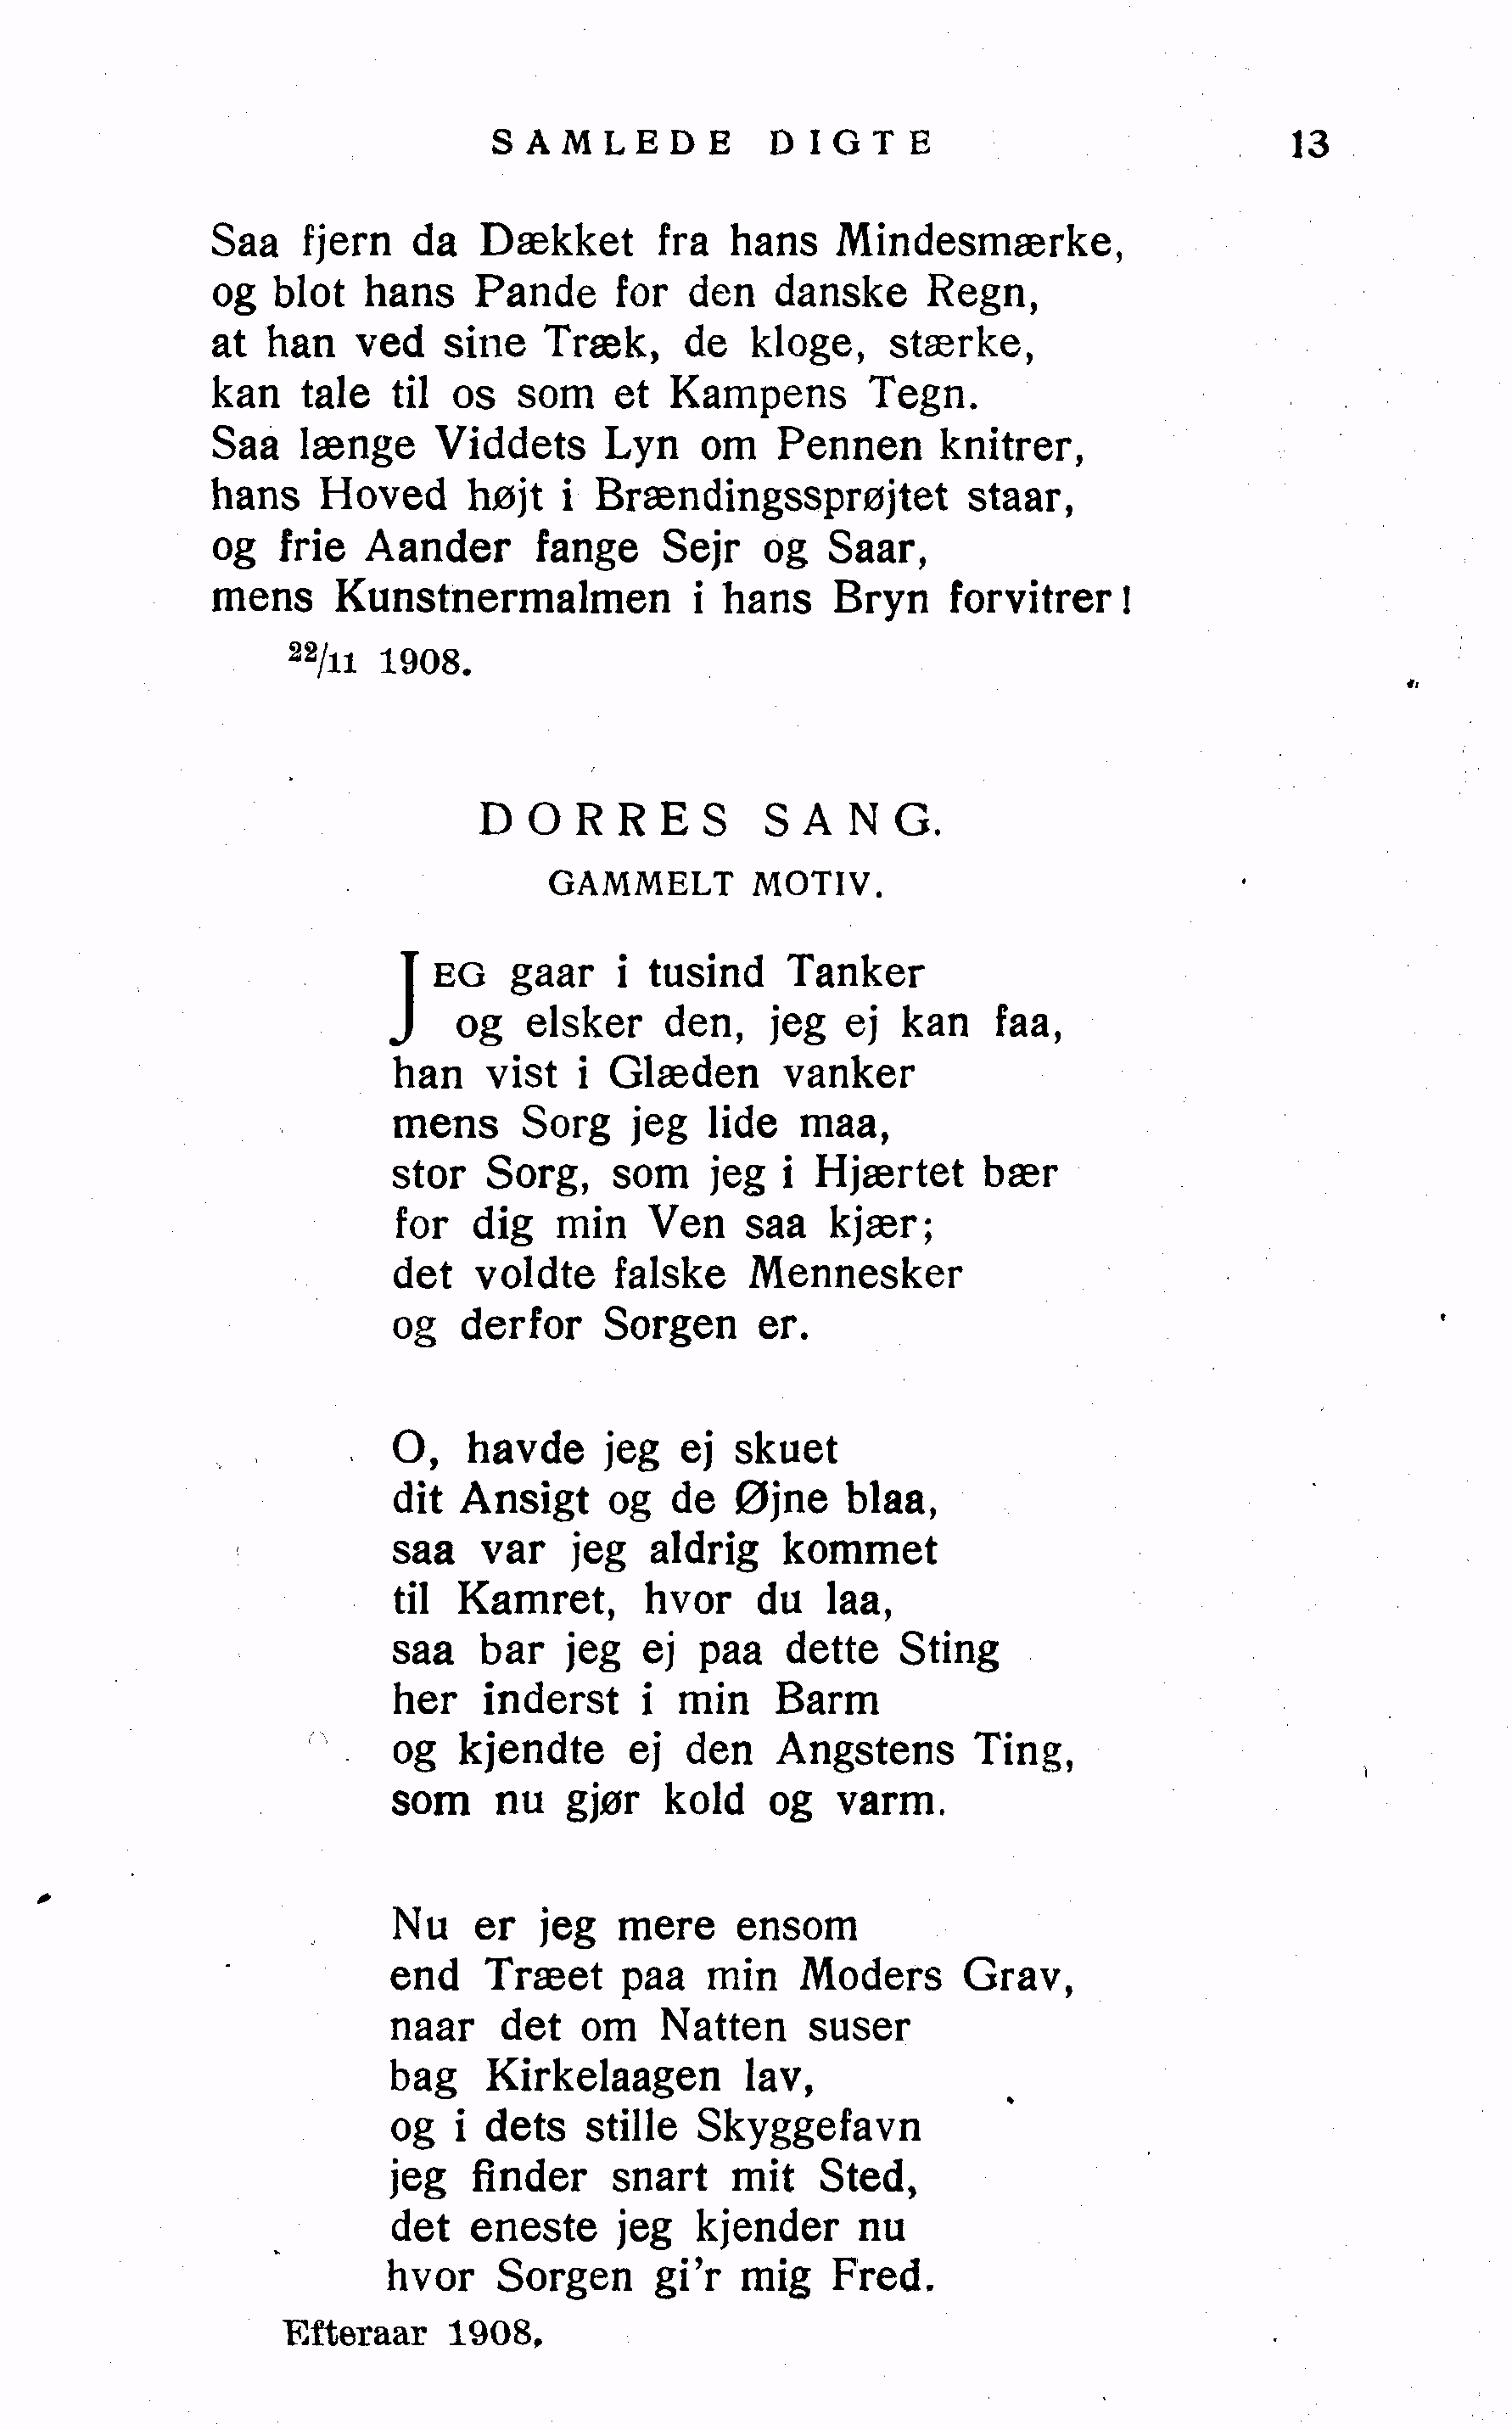 SAMLEDE DIGTE 13
Saa fjern da Dækket fra hans Mindesmærke,
og blot hans Pande for den danske Regn,
at han ved sine Træk, de kloge, stærke,
kan tale til os som et Kampens Tegn.
Saa længe Viddets Lyn om Pennen knitrer,
hans Hoved højt i Brændingssprøjtet staar,
og frie Aander fange Sejr og Saar,
mens Kunstnermalmen i hans Bryn forvitrer!
22/11 1908.
DORRES SANG.
GAMMELT MOTIV.
JEG gaar i tusind Tanker
og elsker den, jeg ej kan faa,
han vist i Glæden vanker
mens Sorg jeg lide maa,
stor Sorg, som jeg i Hjærtet bær
for dig min Ven saa kjær;
det voldte falske Mennesker
og derfor Sorgen er.
O, havde jeg ej skuet
dit Ansigt og de Øjne blaa,
saa var jeg aldrig kommet
til Kamret, hvor du laa,
saa bar jeg ej paa dette Sting
her inderst i min Barm
og kjendte ej den Angstens Ting,
som nu gjør kold og varm.
Nu er jeg mere ensom
end Træet paa min Moders Grav,
naar det om Natten suser
bag Kirkelaagen lav,
og i dets stille Skyggefavn
jeg finder snart mit Sted,
det eneste jeg kjender nu
hvor Sorgen gi'r mig Fred.
Efteraar 1908.